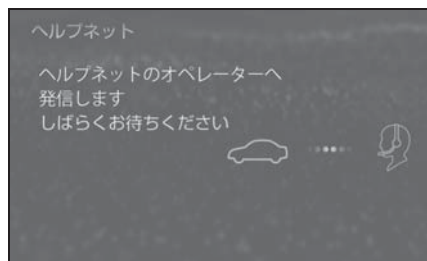 ヘルプネット
ヘルプネットのオペレーターへ
発信します
しばらくお待ちください